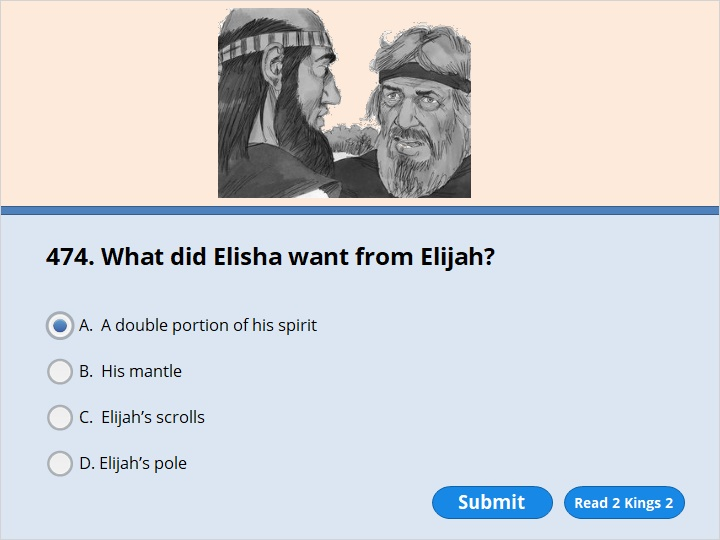 474. What did Elisha want from Elijah?
A. A double portion of his spirit
B. His mantle
C. Elijah’s scrolls
D. Elijah’s pole
Submit
Read 2 Kings 2